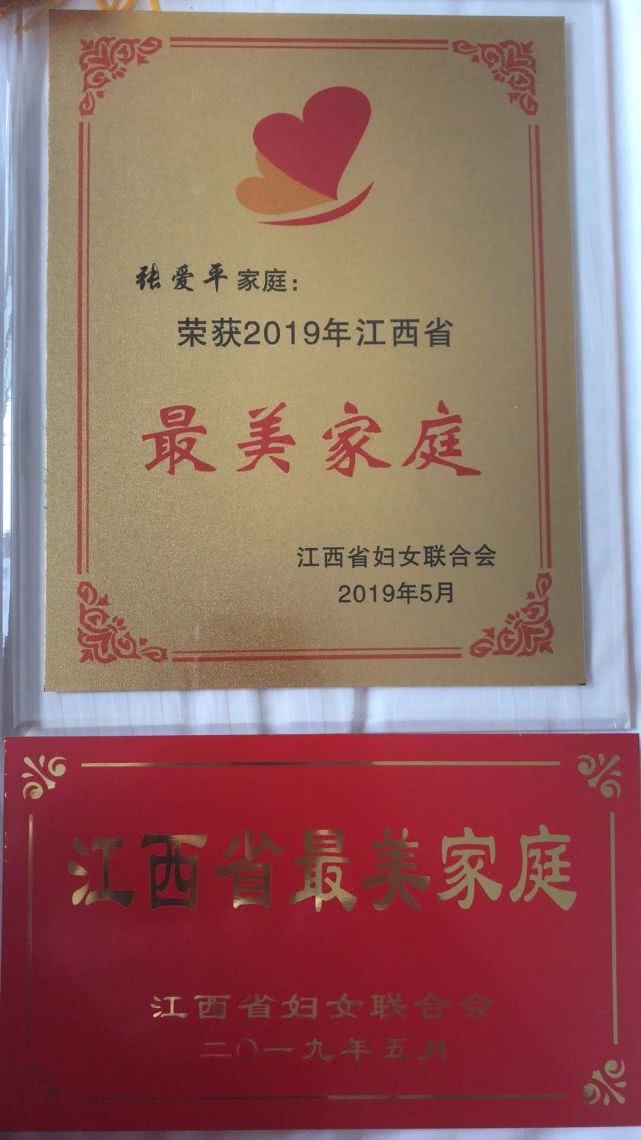 张爱平家庭：
荣获2019年江西省
最美家庭
江西省妇女联合会
2019年5月
江西省最美家庭
江西省妇女联合会
二〇一九年五月